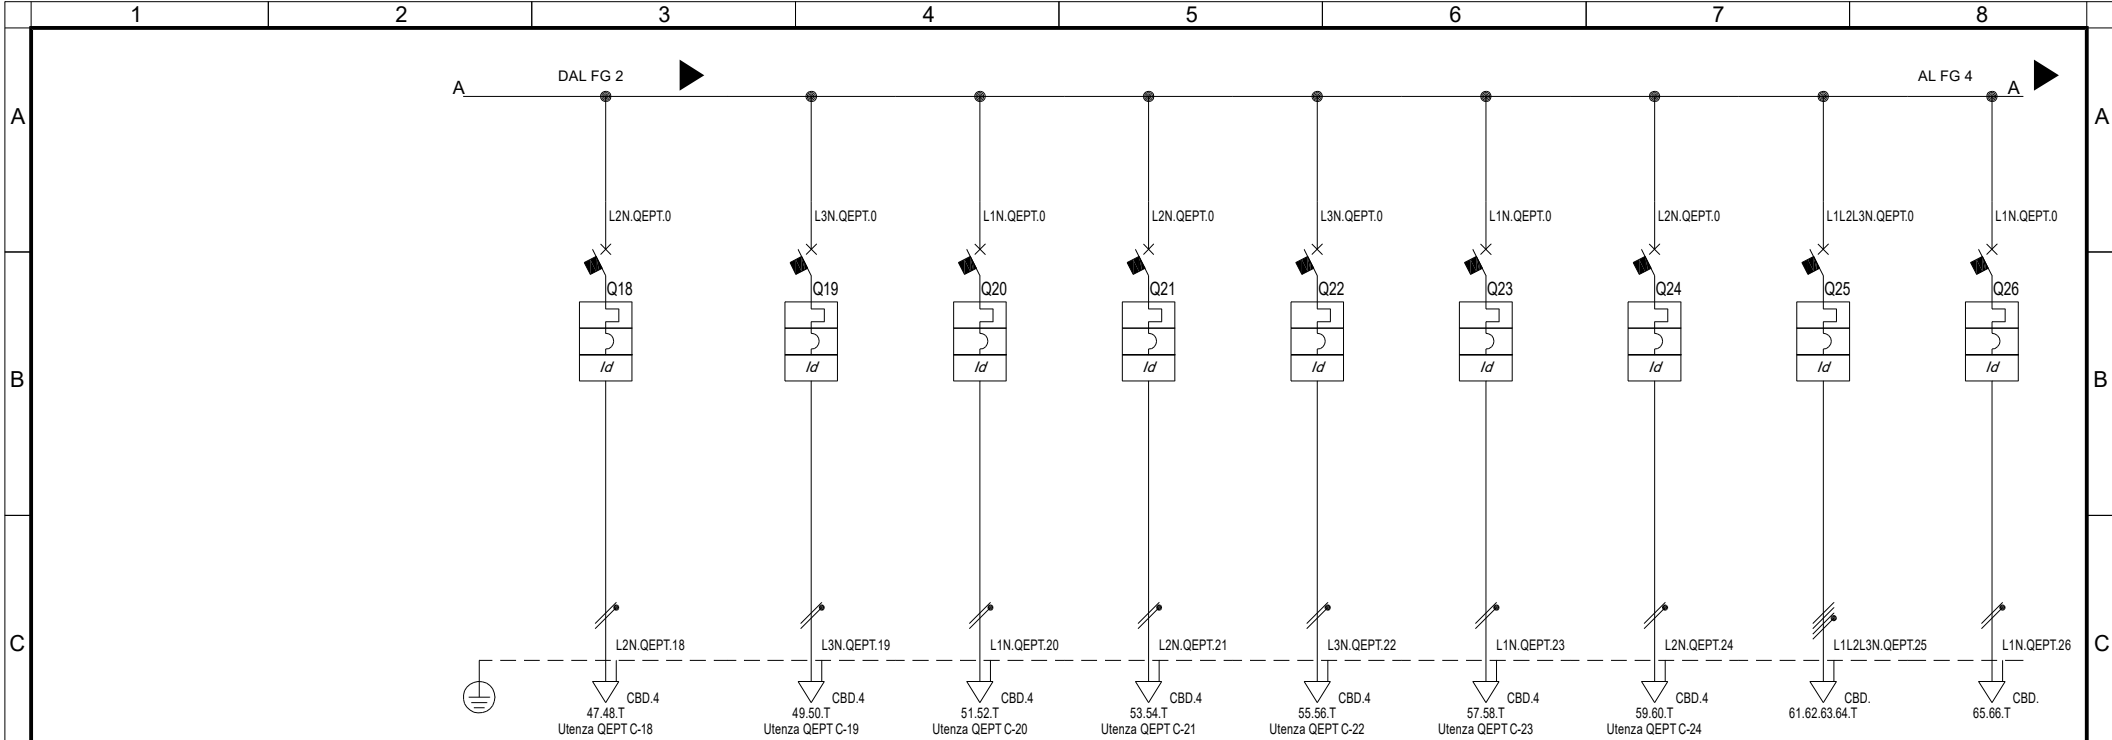 1 2 3 4 5 6 7 8
DAL FG 2 AL FG 4
A A
A A
L2N.QEPT.0 L3N.QEPT.0 L1N.QEPT.0 L2N.QEPT.0 L3N.QEPT.0 L1N.QEPT.0 L2N.QEPT.0 L1L2L3N.QEPT.0 L1N.QEPT.0
Q18 Q19 Q20 Q21 Q22 Q23 Q24 Q25 Q26
Id Id Id Id Id Id Id Id Id
B B
C C
L2N.QEPT.18 L3N.QEPT.19 L1N.QEPT.20 L2N.QEPT.21 L3N.QEPT.22 L1N.QEPT.23 L2N.QEPT.24 L1L2L3N.QEPT.25 L1N.QEPT.26
CBD.4 CBD.4 CBD.4 CBD.4 CBD.4 CBD.4 CBD.4 CBD. CBD.
47.48.T 49.50.T 51.52.T 53.54.T 55.56.T 57.58.T 59.60.T 61.62.63.64.T 65.66.T
Utenza QEPT C-18 Utenza QEPT C-19 Utenza QEPT C-20 Utenza QEPT C-21 Utenza QEPT C-22 Utenza QEPT C-23 Utenza QEPT C-24